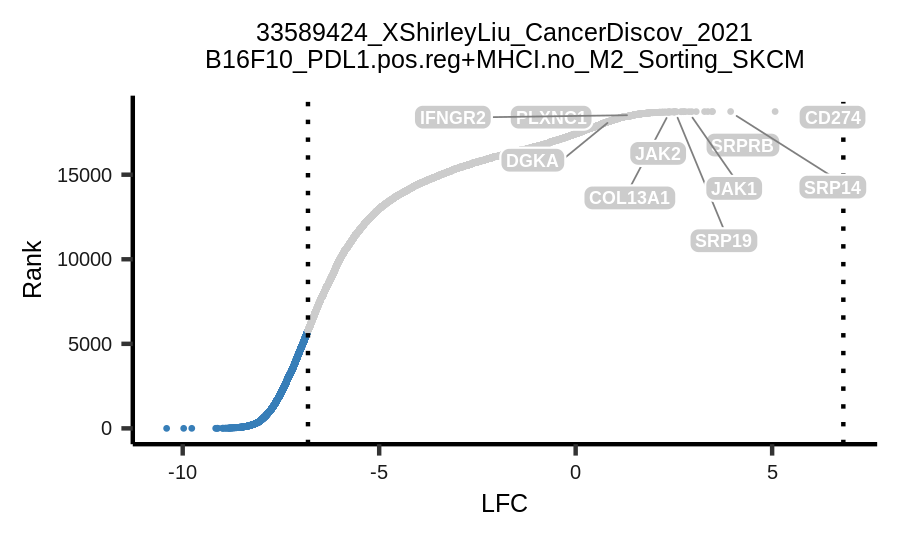 33589424_XShirleyLiu_CancerDiscov_2021
B16F10_PDL1.pos.reg+MHCI.no_M2_Sorting_SKCM
IFNGR2
PLXNC1
CD274
DGKA
JAK2
SRPRB
COL13A1
JAK1
SRP14
SRP19
Rank
15000
10000
5000
0
-10
-5
0
5
LFC